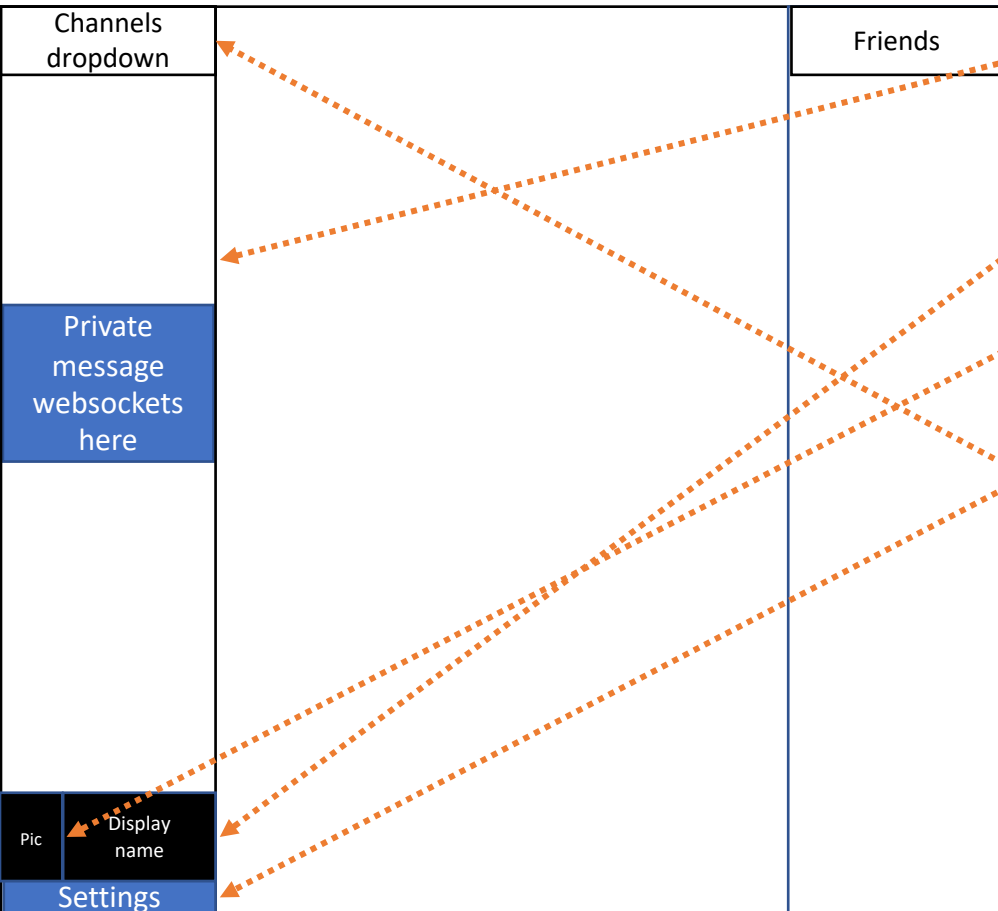 Channels
dropdown
Friends
Private
message
websockets
here
Pic
Display
name
Settings